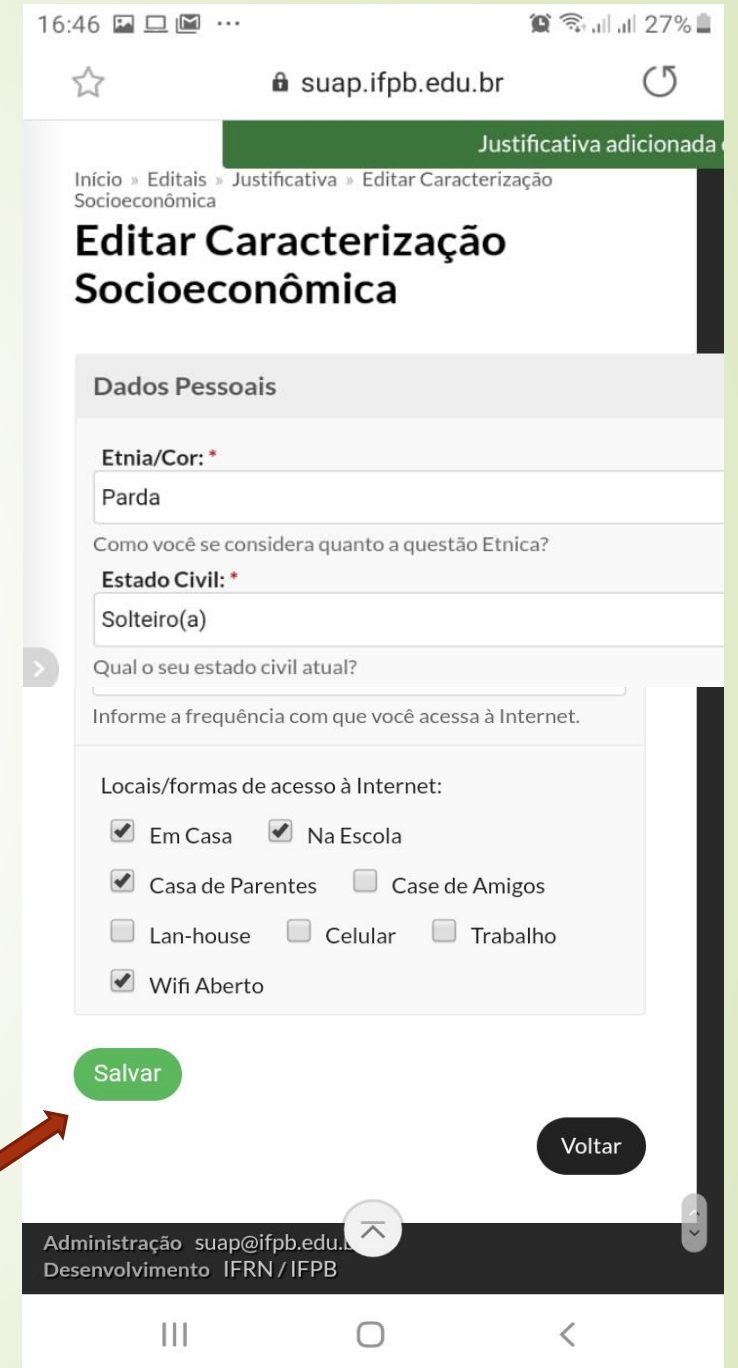 16:46 ... 27%
suap.ifpb.edu.br
Justificativa adicionada
Início » Editais » Justificativa » Editar Caracterização
Socioeconômica
Editar Caracterização
Socioeconômica
Dados Pessoais
Etnia/Cor: *
Parda
Como você se considera quanto a questão Etnica?
Estado Civil: *
Solteiro(a)
Qual o seu estado civil atual?
Informe a frequência com que você acessa à Internet.
Locais/formas de acesso à Internet:
Em Casa Na Escola
Casa de Parentes Case de Amigos
Lan-house Celular Trabalho
Wifi Aberto
Salvar
Voltar
Administração suap@ifpb.edu.
Desenvolvimento IFRN / IFPB